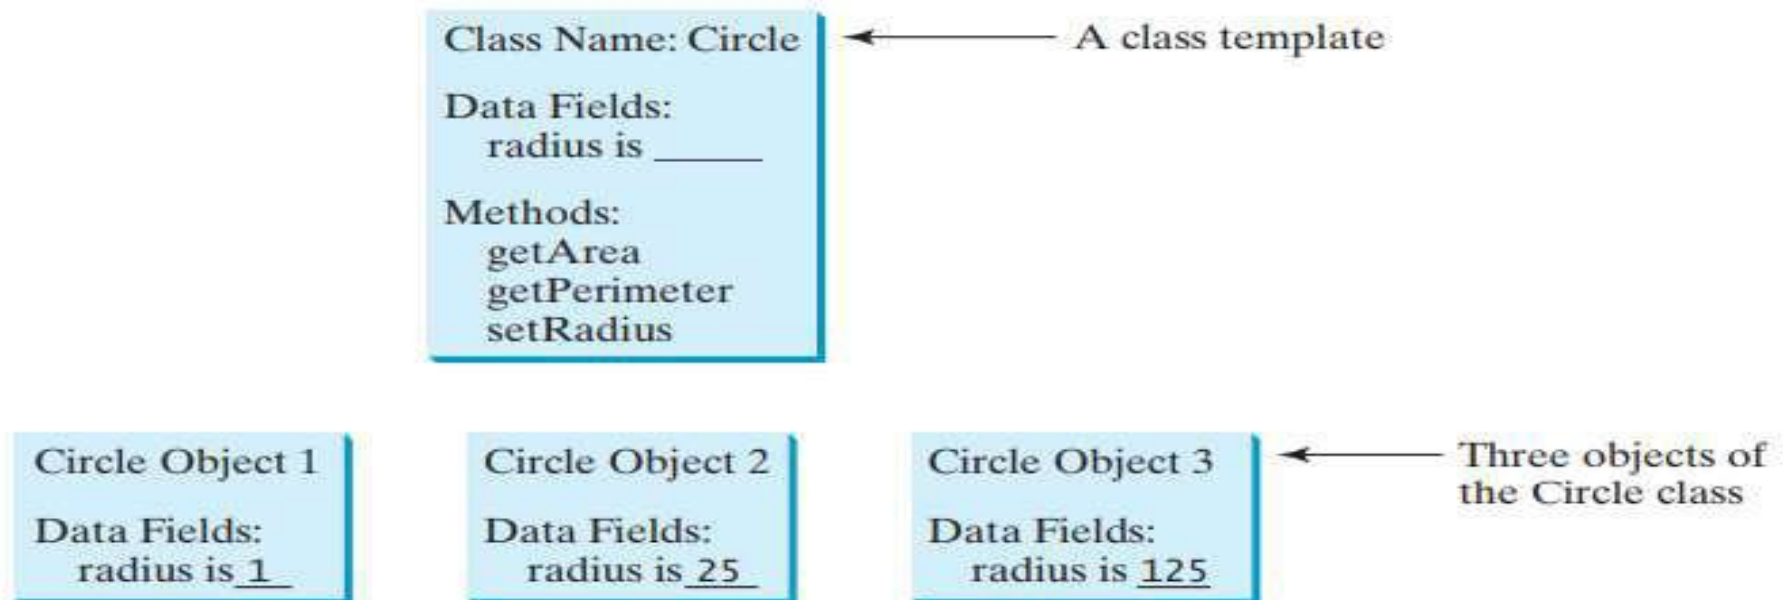 Class Name: Circle
A class template
Data Fields:
radius is ______
Methods:
getArea
getPerimeter
setRadius
Circle Object 1
Data Fields:
radius is 1
Circle Object 2
Data Fields:
radius is 25
Circle Object 3
Data Fields:
radius is 125
Three objects of
the Circle class